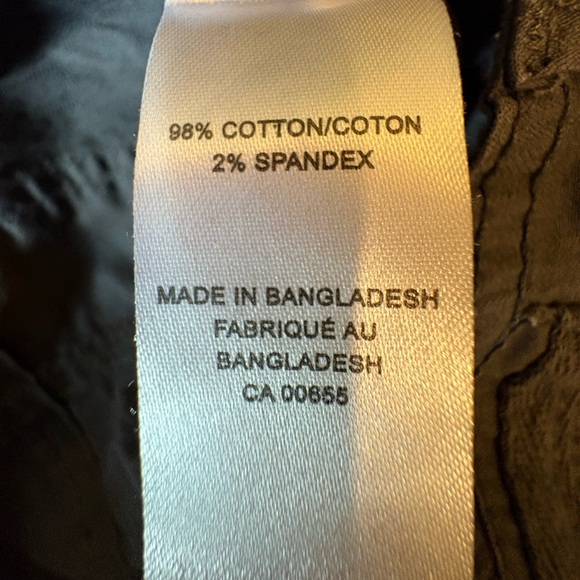 98% COTTON/COTON
2% SPANDEX
MADE IN BANGLADESH
FABRIQUÉ AU
BANGLADESH
CA 00655